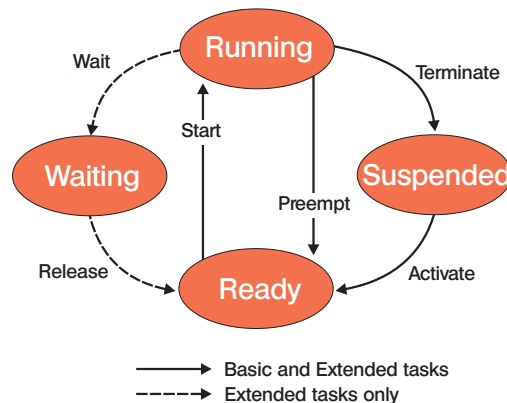 Running
Wait
Terminate
Start
Waiting
Suspended
Preempt
Release
Activate
Ready
Basic and Extended tasks
Extended tasks only